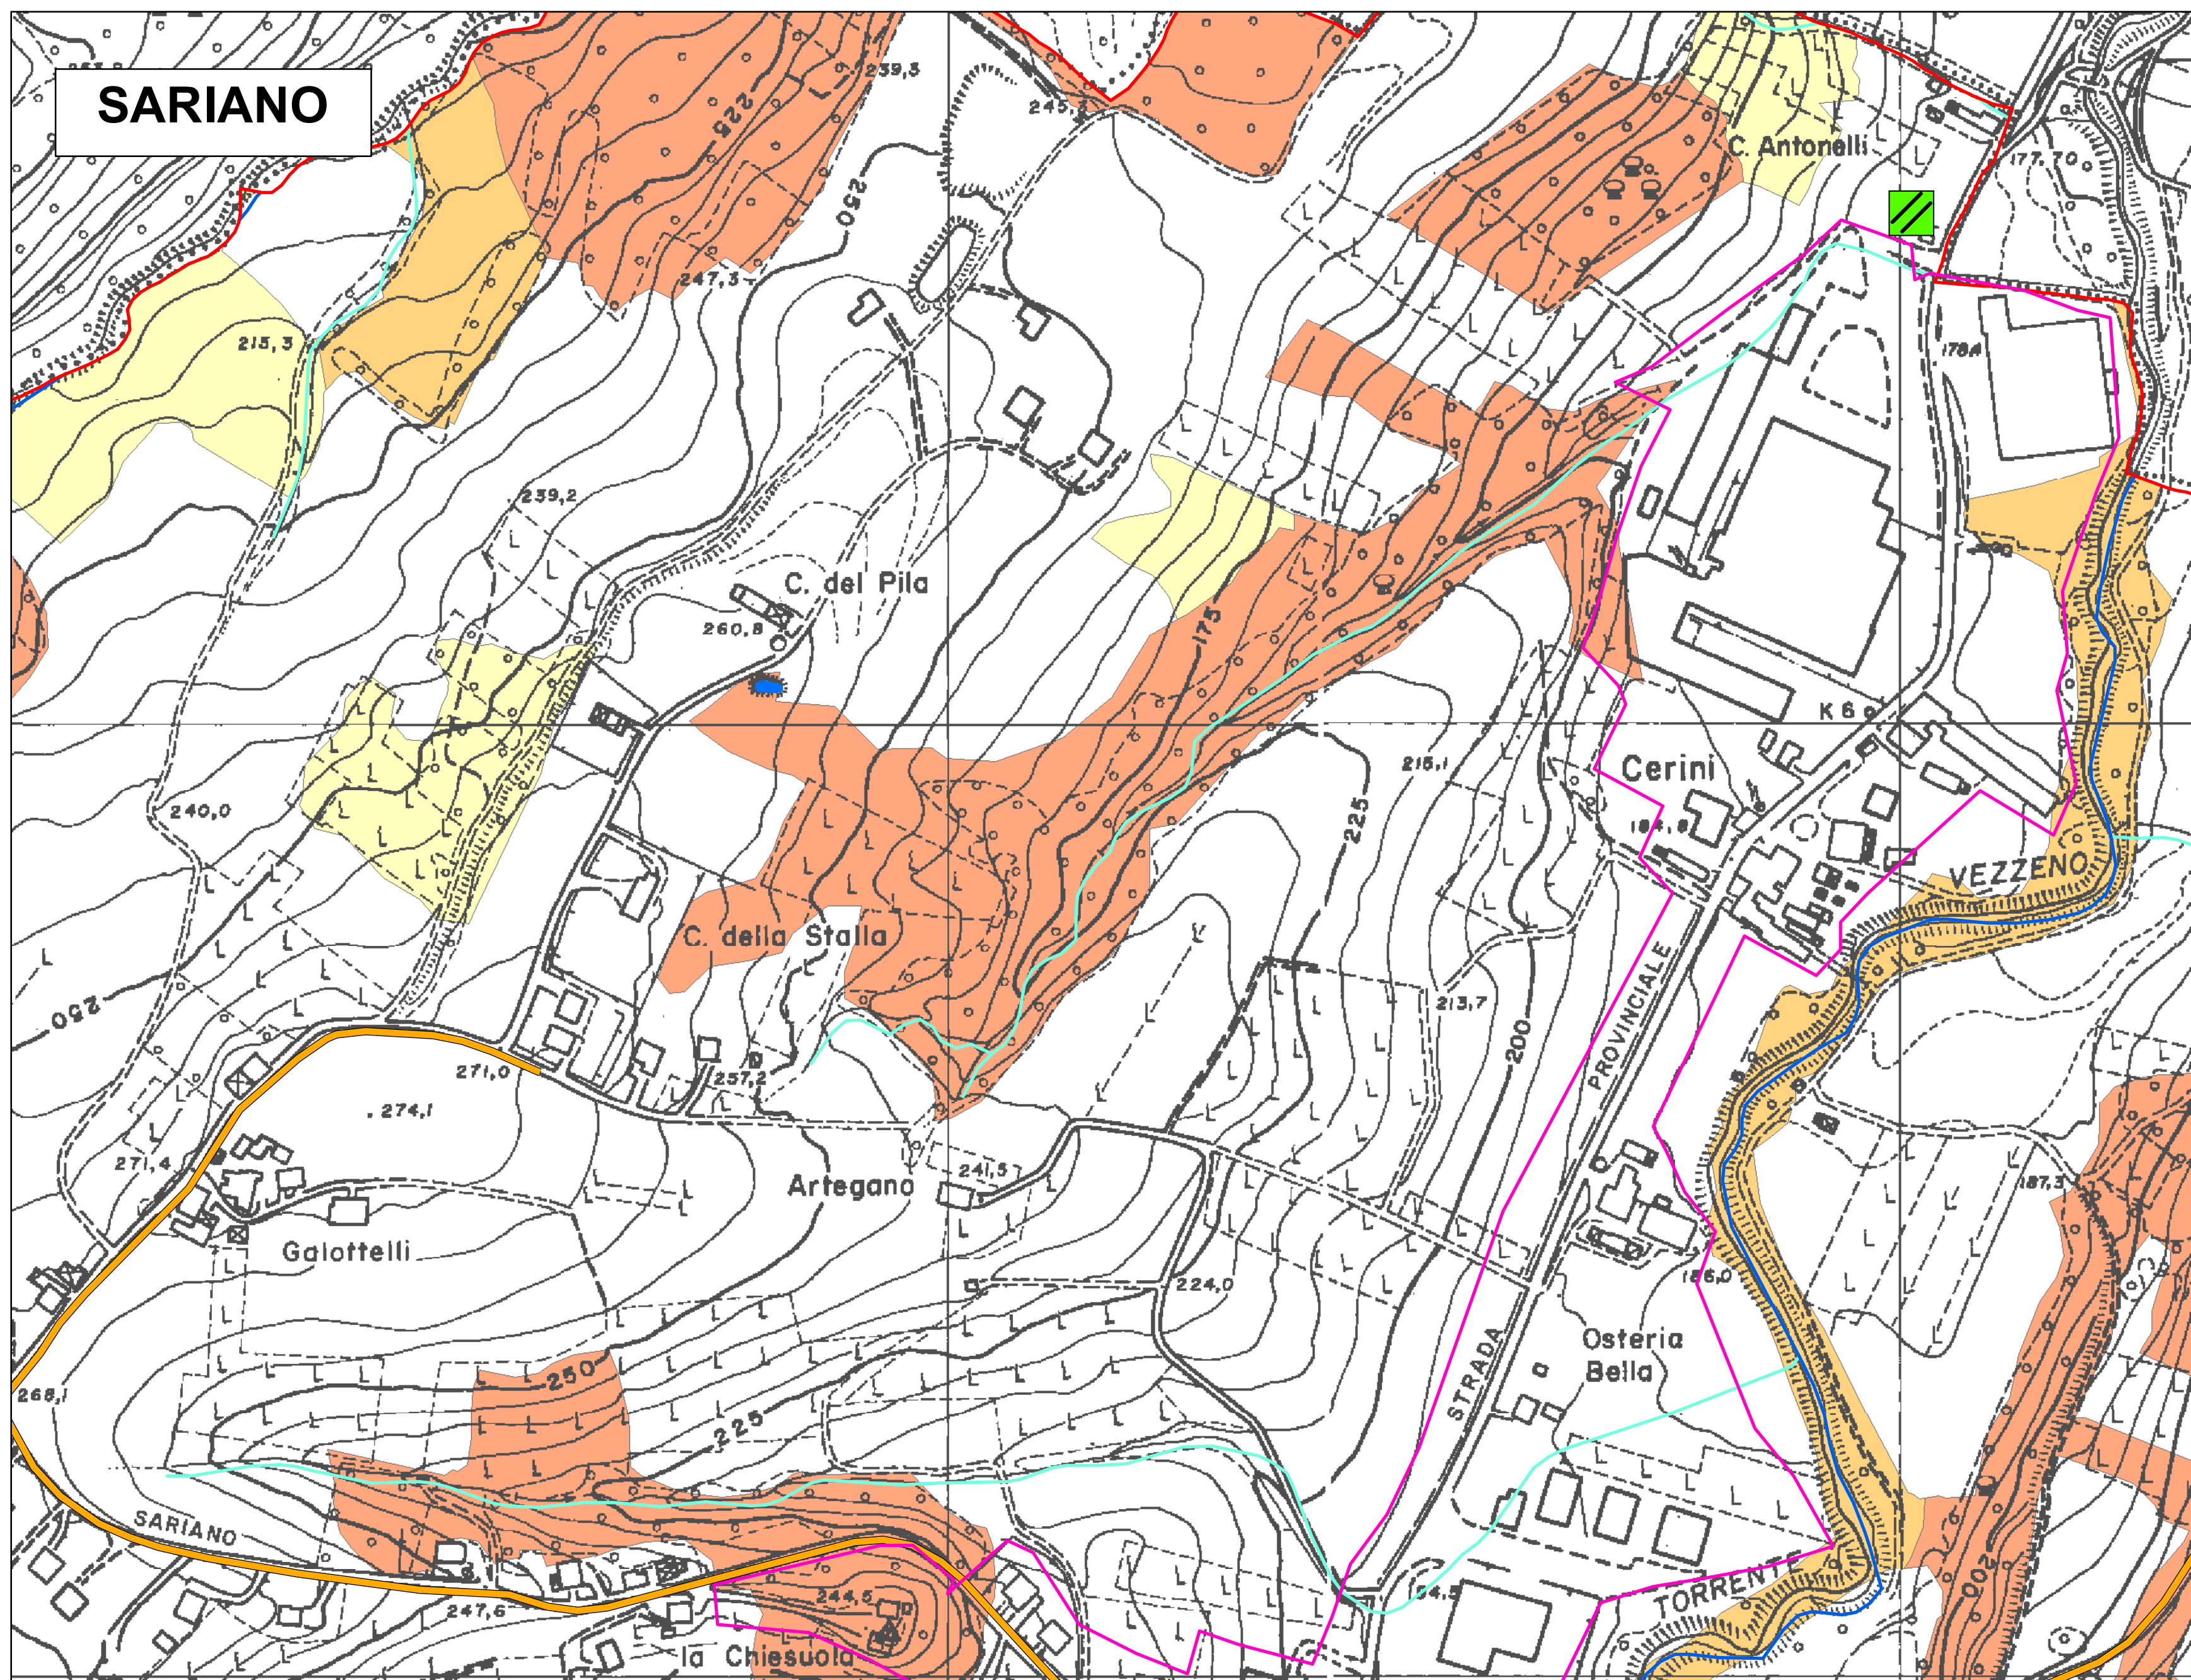 SARIANO
239,3
225
245,3
C. Antonelli
177,70
250
247,3
215,3
178,4
239,2
C. del Pila
260,8
175
K 6
215,1
Cerini
240,0
184,8
225
VEZZENO
C. della Stalla
250
213,7
200
PROVINCIALE
271,0
257,2
. 274,1
271,4
241,5
187,3
Artegano
Galottelli
186,0
224,0
Osteria
Bella
STRADA
250
268,1
225
SARIANO
200
TORRENTE
244,5
247,6
la Chiesuola